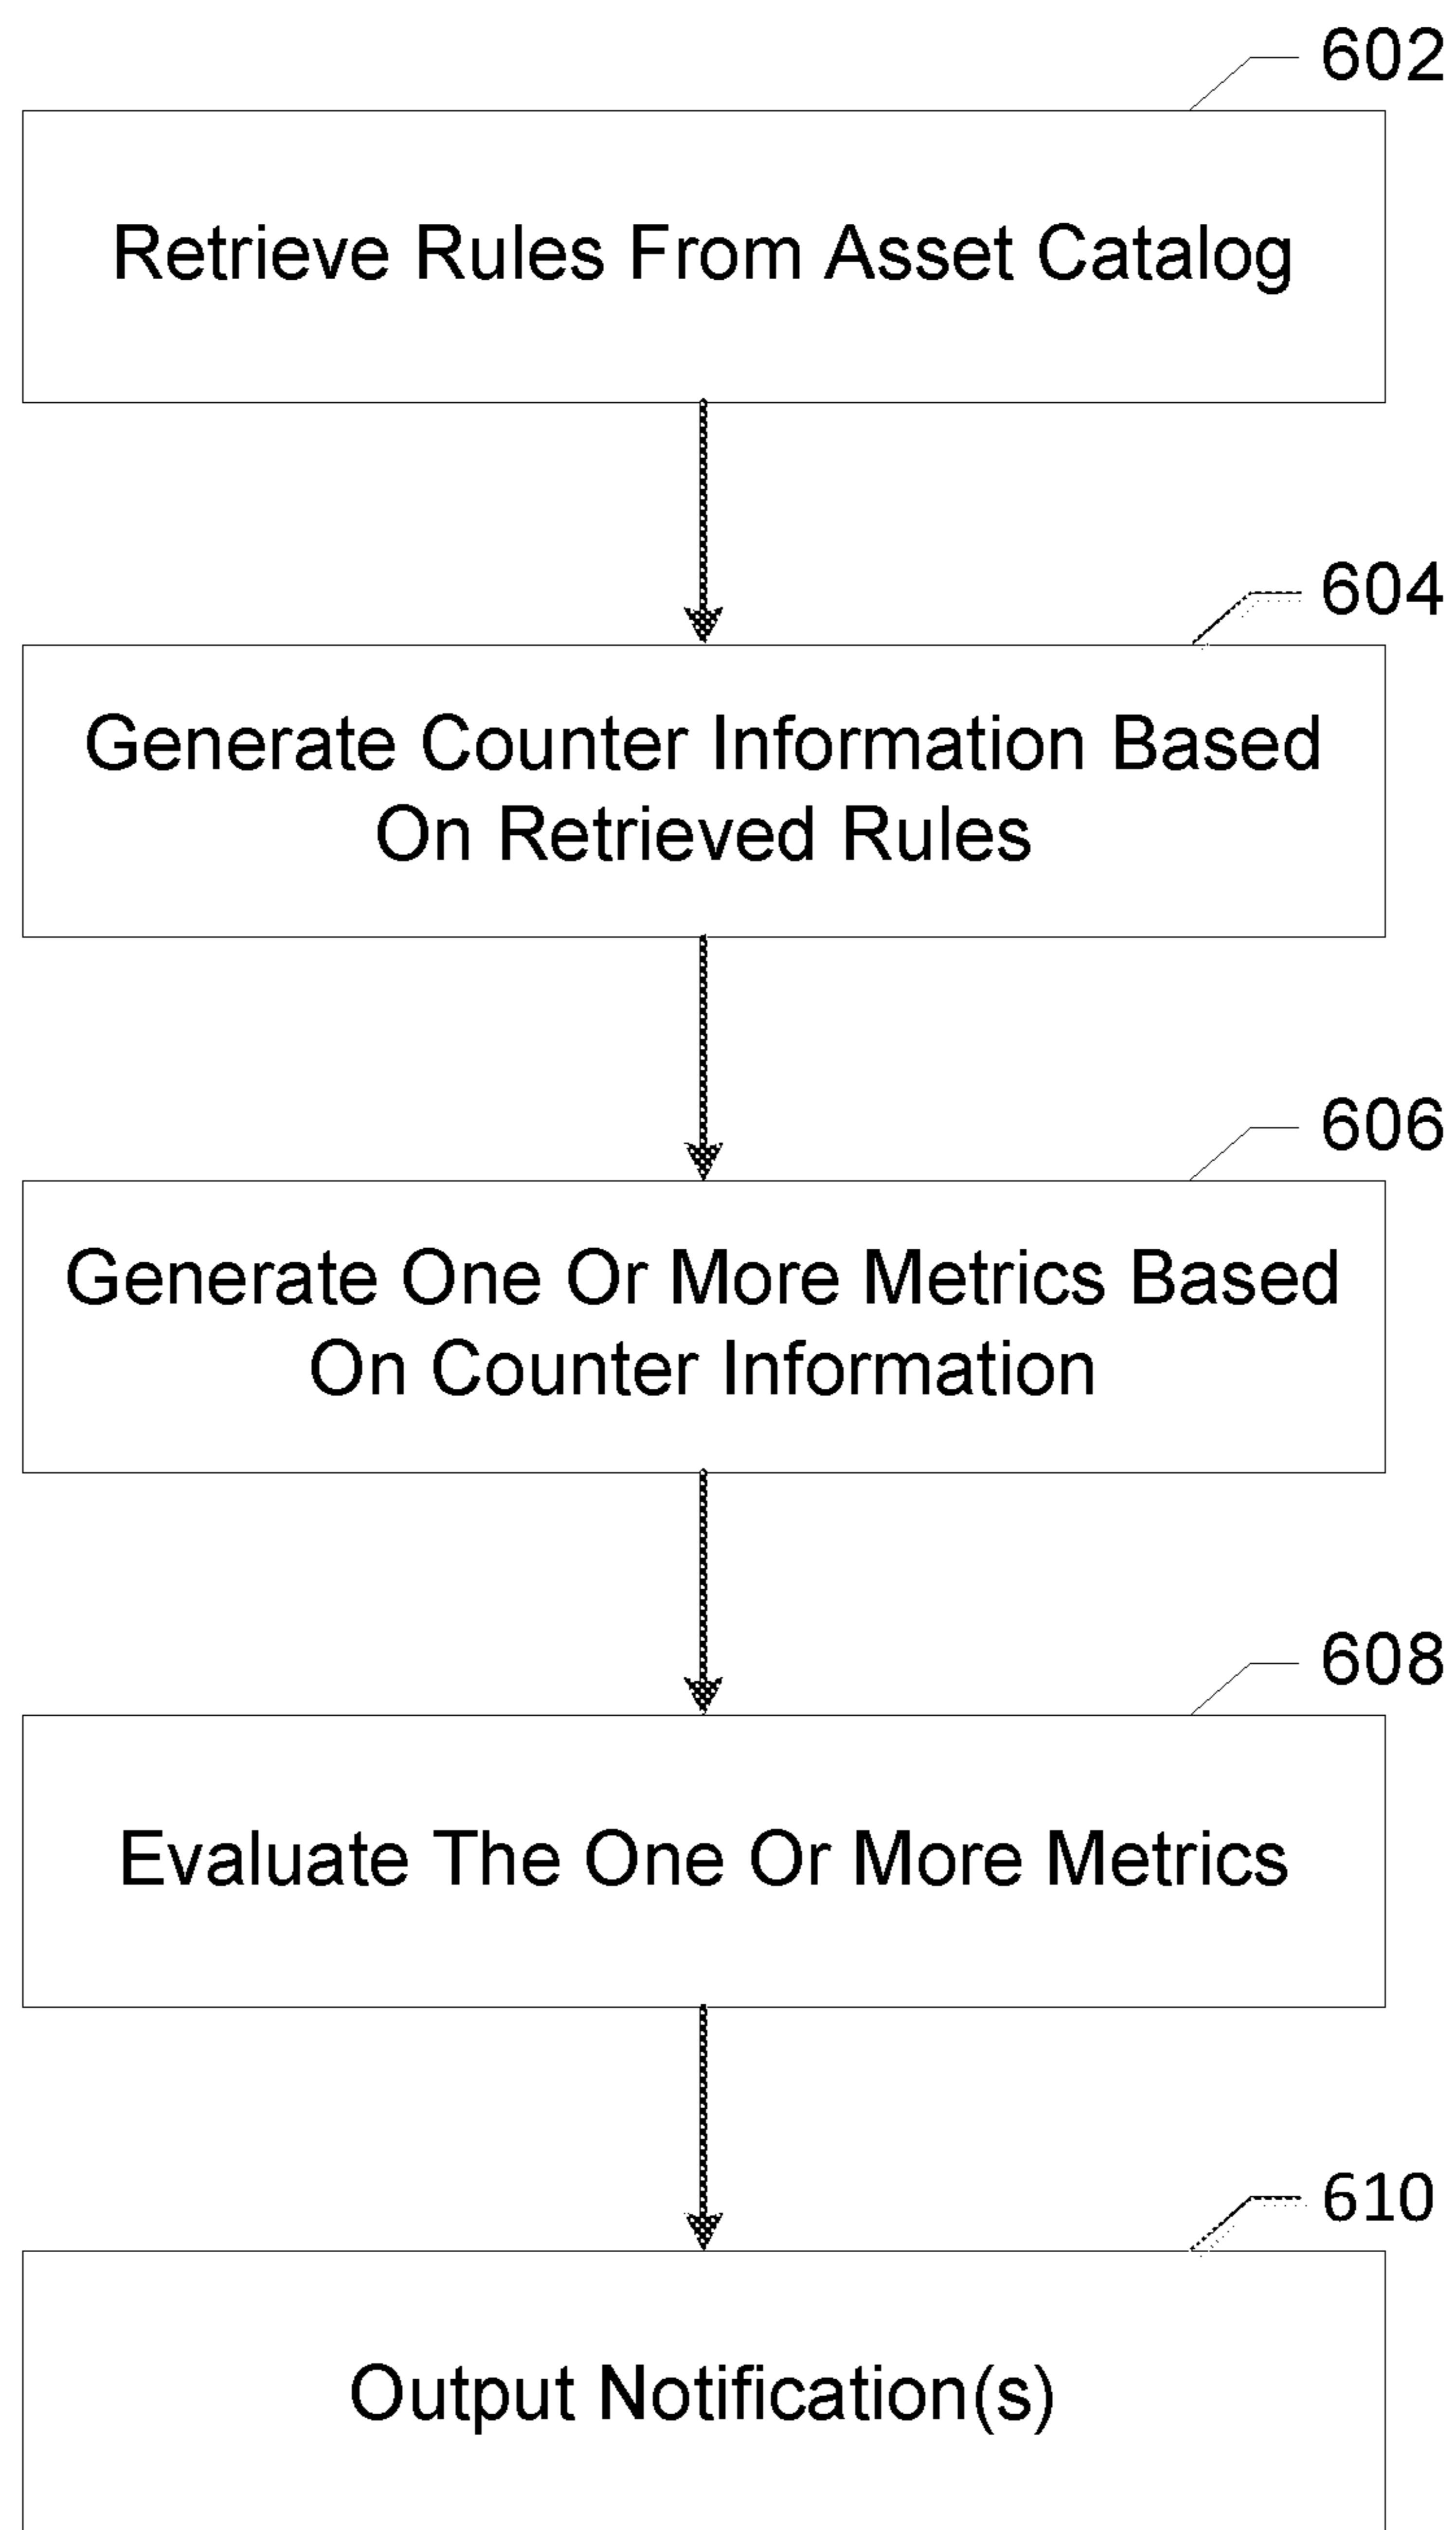 602
Retrieve Rules From Asset Catalog
604
Generate Counter Information Based
On Retrieved Rules
606
Generate One Or More Metrics Based
On Counter Information
608
Evaluate The One Or More Metrics
610
Output Notification(s)